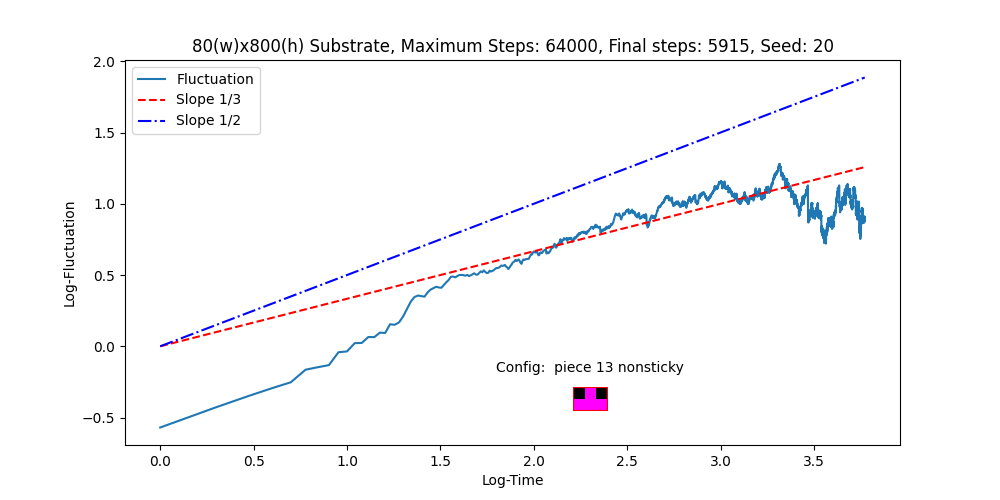 80(w)x800(h) Substrate, Maximum Steps: 64000, Final steps: 5915, Seed: 20
2.0
1.5
1.0
0.5
0.0
−0.5
Log-Fluctuation
Fluctuation
Slope 1/3
Slope 1/2
Config:  piece 13 nonsticky
0.0 0.5 1.0 1.5 2.0 2.5 3.0 3.5
Log-Time